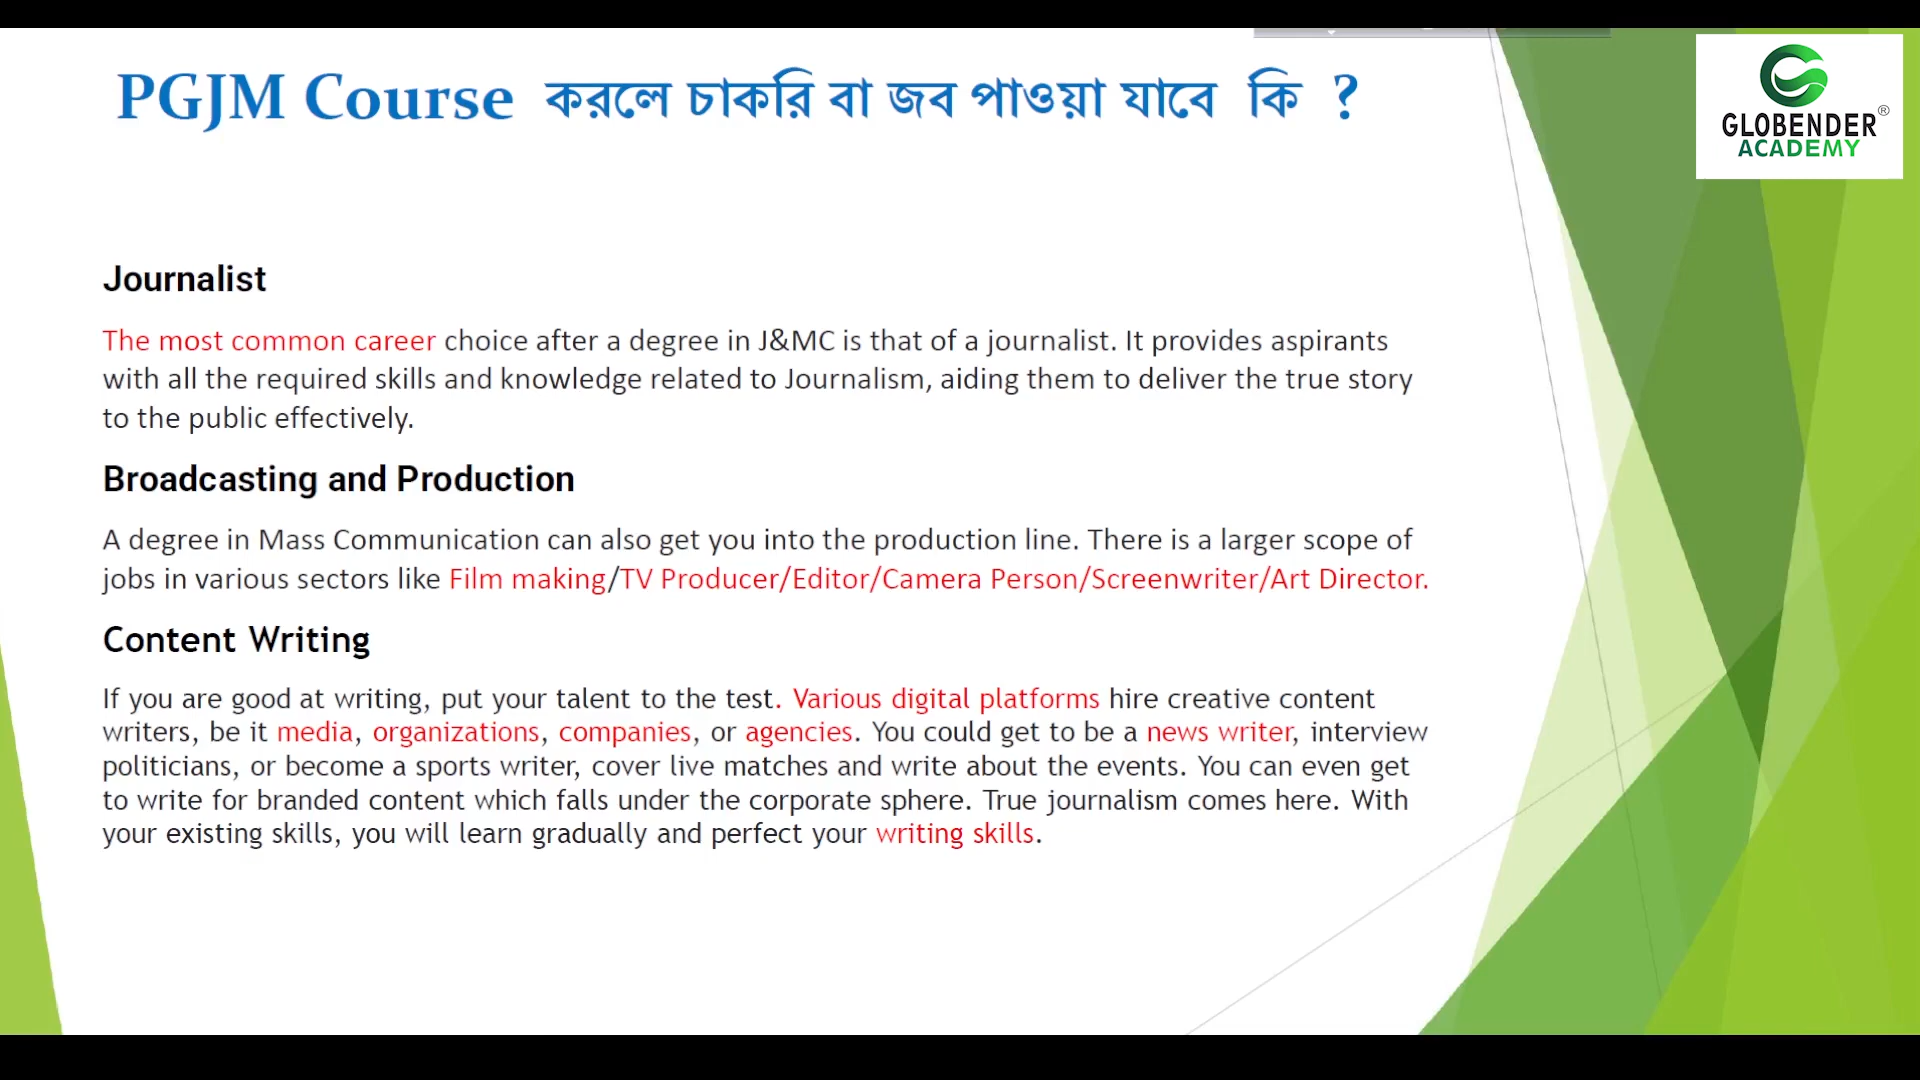 PGJM Course করলে চাকরি বা জব পাওয়া যাবে কি ?
GLOBENDER®
ACADEMY
Journalist
The most common career choice after a degree in J&MC is that of a journalist. It provides aspirants
with all the required skills and knowledge related to Journalism, aiding them to deliver the true story
to the public effectively.
Broadcasting and Production
A degree in Mass Communication can also get you into the production line. There is a larger scope of
jobs in various sectors like Film making/TV Producer/Editor/Camera Person/Screenwriter/Art Director.
Content Writing
If you are good at writing, put your talent to the test. Various digital platforms hire creative content
writers, be it media, organizations, companies, or agencies. You could get to be a news writer, interview
politicians, or become a sports writer, cover live matches and write about the events. You can even get
to write for branded content which falls under the corporate sphere. True journalism comes here. With
your existing skills, you will learn gradually and perfect your writing skills.